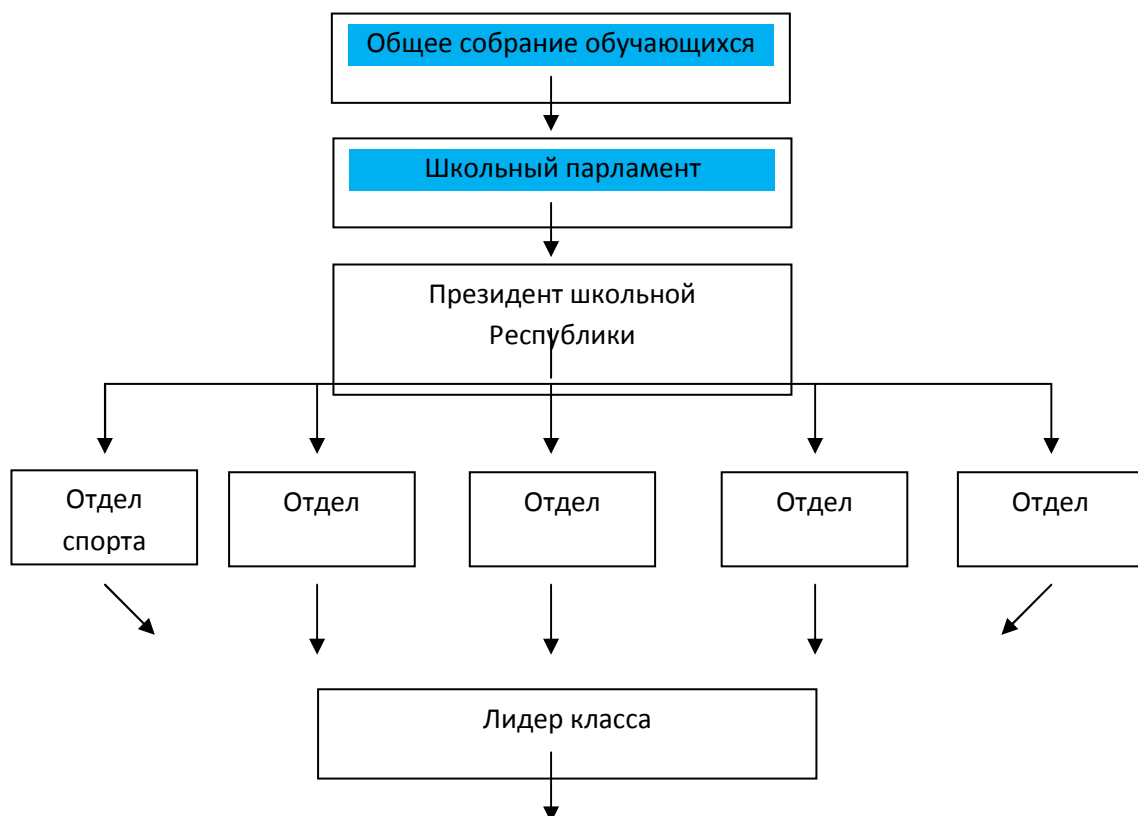 Общее собрание обучающихся
Школьный парламент
Президент школьной
Республики
Отдел
спорта
Отдел
Отдел
Отдел
Отдел
Лидер класса